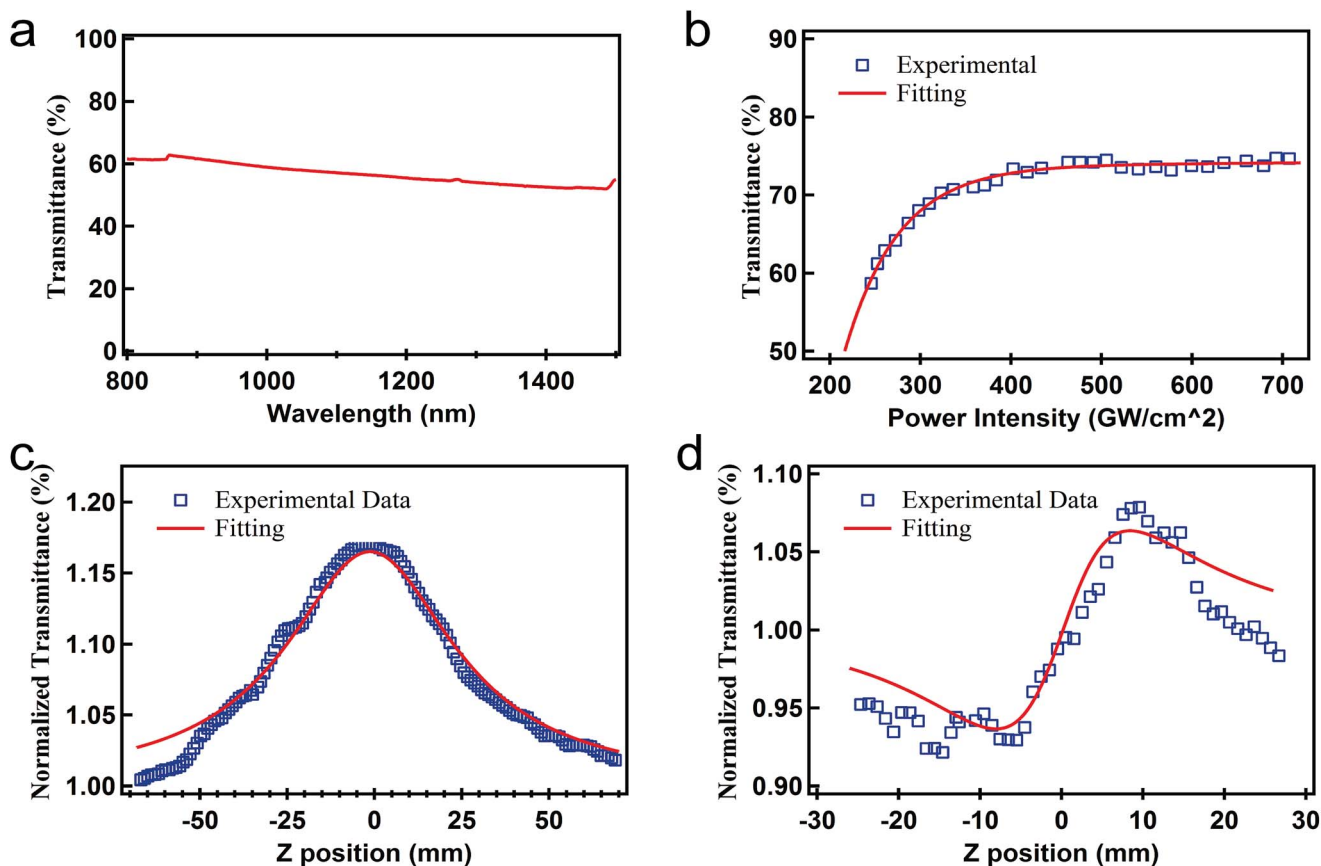 a
100
80
60
40
20
0
Transmittance (%)
800
1000
1200
1400
Wavelength (nm)
b
90
80
70
60
50
Transmittance (%)
Experimental
Fitting
200
300
400
500
600
700
Power Intensity (GW/cm^2)
c
1.20
1.15
1.10
1.05
1.00
Normalized Transmittance (%)
Experimental Data
Fitting
-50
-25
0
25
50
Z position (mm)
d
1.10
1.05
1.00
0.95
0.90
Normalized Transmittance (%)
Experimental Data
Fitting
-30
-20
-10
0
10
20
30
Z position (mm)